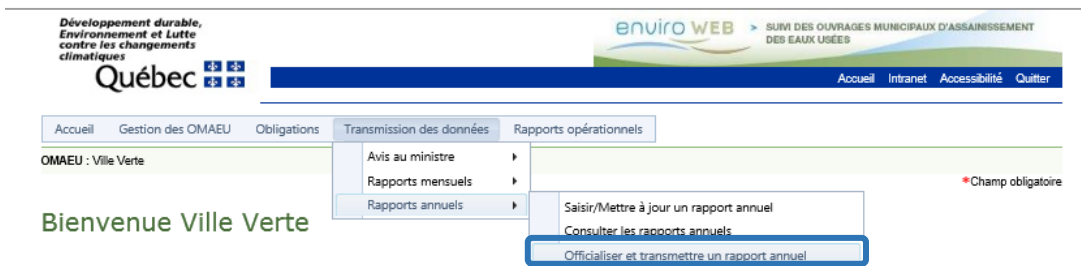 Développement durable,
Environnement et Lutte
contre les changements
climatiques
Québec
enviro WEB > SUIVI DES OUVRAGES MUNICIPAUX D'ASSAINISSEMENT
DES EAUX USÉES
Accueil Intranet Accessibilité Quitter
Accueil Gestion des OMAEU Obligations Transmission des données Rapports opérationnels
OMAEU : Ville Verte
Avis au ministre
Rapports mensuels
*Champ obligatoire
Rapports annuels
Saisir/Mettre à jour un rapport annuel
Bienvenue Ville Verte
Consulter les rapports annuels
Officialiser et transmettre un rapport annuel